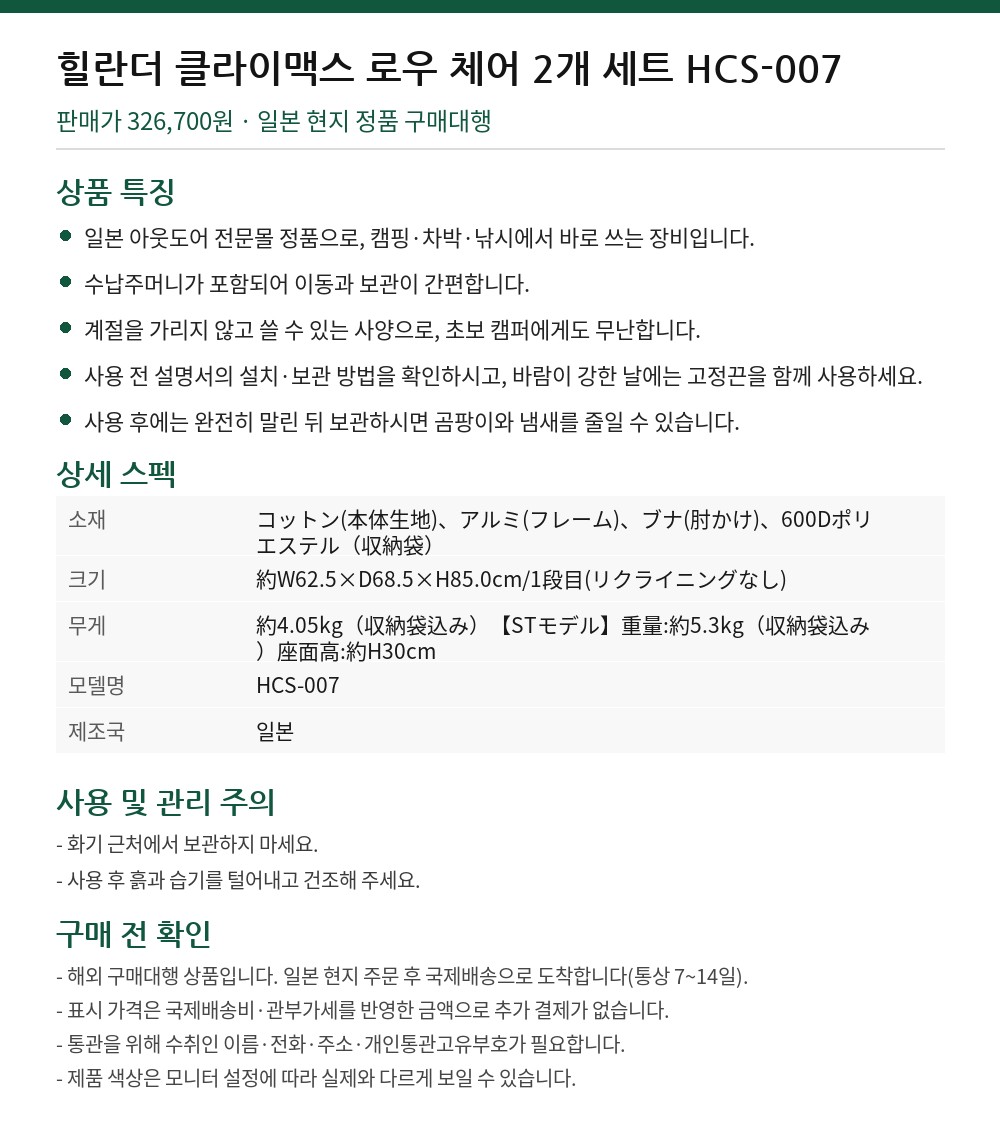 힐란더 클라이맥스 로우 체어 2개 세트 HCS-007
판매가 326,700원 · 일본 현지 정품 구매대행
상품 특징
● 일본 아웃도어 전문몰 정품으로, 캠핑·차박·낚시에서 바로 쓰는 장비입니다.
● 수납주머니가 포함되어 이동과 보관이 간편합니다.
● 계절을 가리지 않고 쓸 수 있는 사양으로, 초보 캠퍼에게도 무난합니다.
● 사용 전 설명서의 설치·보관 방법을 확인하시고, 바람이 강한 날에는 고정끈을 함께 사용하세요.
● 사용 후에는 완전히 말린 뒤 보관하시면 곰팡이와 냄새를 줄일 수 있습니다.
상세 스펙
소재 コットン(本体生地)、アルミ(フレーム)、ブナ(肘かけ)、600Dポリ
エステル（収納袋）
크기 約W62.5×D68.5×H85.0cm/1段目(リクライニングなし)
무게 約4.05kg（収納袋込み）【STモデル】重量:約5.3kg（収納袋込み
）座面高:約H30cm
모델명 HCS-007
제조국 일본
사용 및 관리 주의
- 화기 근처에서 보관하지 마세요.
- 사용 후 흙과 습기를 털어내고 건조해 주세요.
구매 전 확인
- 해외 구매대행 상품입니다. 일본 현지 주문 후 국제배송으로 도착합니다(통상 7~14일).
- 표시 가격은 국제배송비·관부가세를 반영한 금액으로 추가 결제가 없습니다.
- 통관을 위해 수취인 이름·전화·주소·개인통관고유부호가 필요합니다.
- 제품 색상은 모니터 설정에 따라 실제와 다르게 보일 수 있습니다.